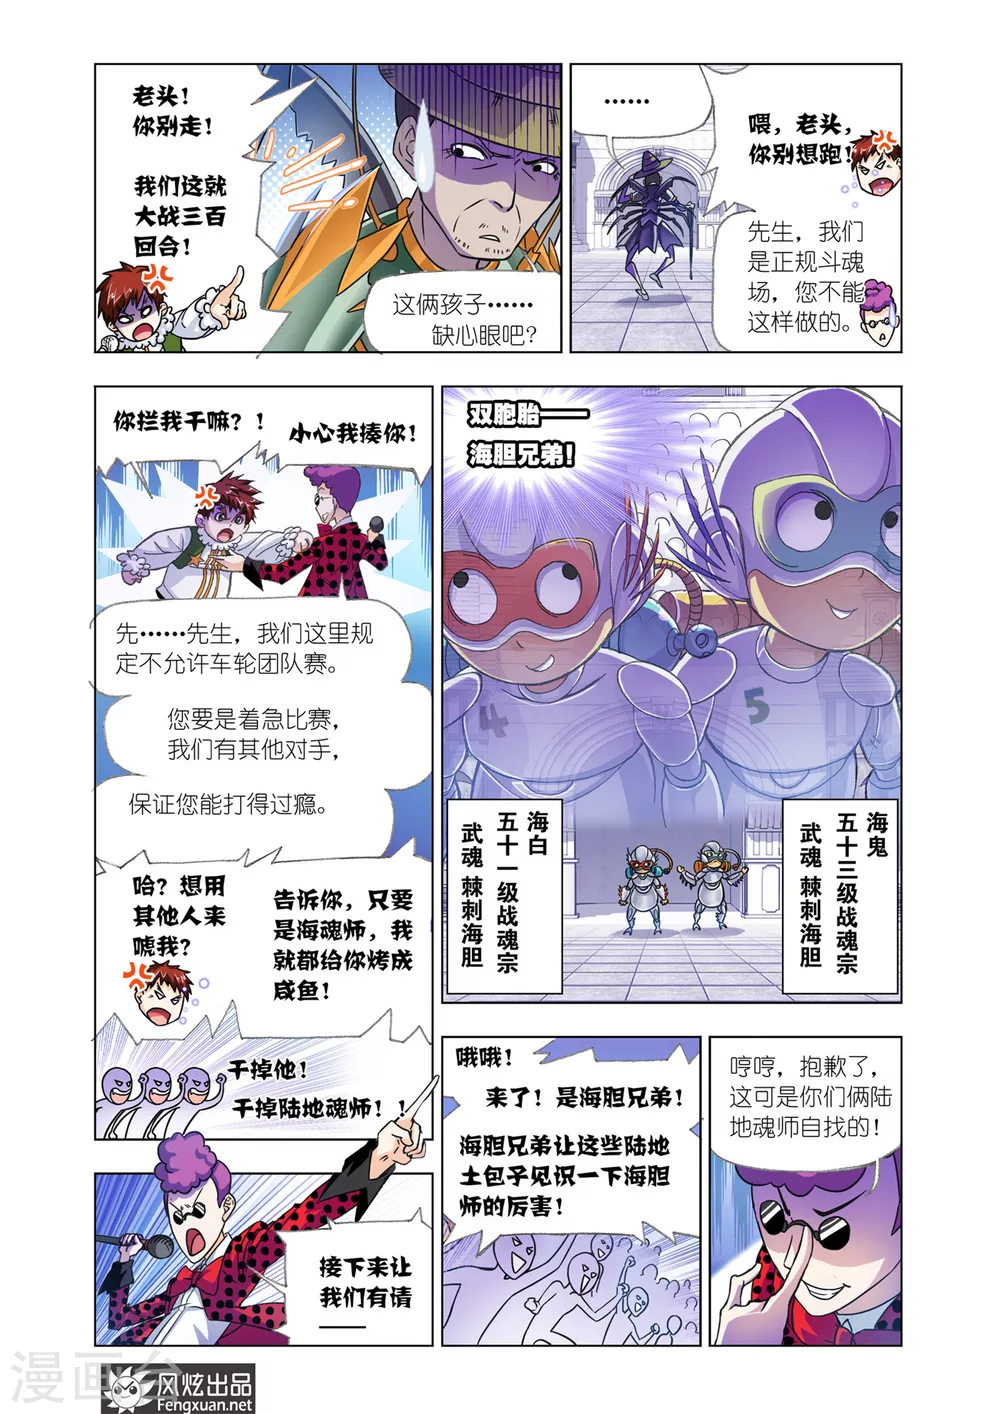 老头！
你别走！
我们这就
大战三百
回合！
这俩孩子……
缺心眼吧？
……
喂，老头，
你别想跑！
先生，我们
是正规斗魂
场，您不能
这样做的。
你拦我干嘛？！
小心我揍你！
先……先生，我们这里规
定不允许车轮团队赛。
您要是着急比赛，
我们有其他对手，
保证您能打得过瘾。
哈？想用
其他人来
唬我？
告诉你，只要
是海魂师，我
就都给你烤成
咸鱼！
干掉他！
干掉陆地魂师！！
接下来让
我们有请
——
双胞胎——
海胆兄弟！
4
5
海鬼
五十三级战魂宗
武魂 棘刺海胆
海白
五十一级战魂宗
武魂 棘刺海胆
哦哦！
来了！是海胆兄弟！
海胆兄弟让这些陆地
土包子见识一下海胆
师的厉害！
哼哼，抱歉了，
这可是你们俩陆
地魂师自找的！
漫画台
风炫出品
Fengxuan.net